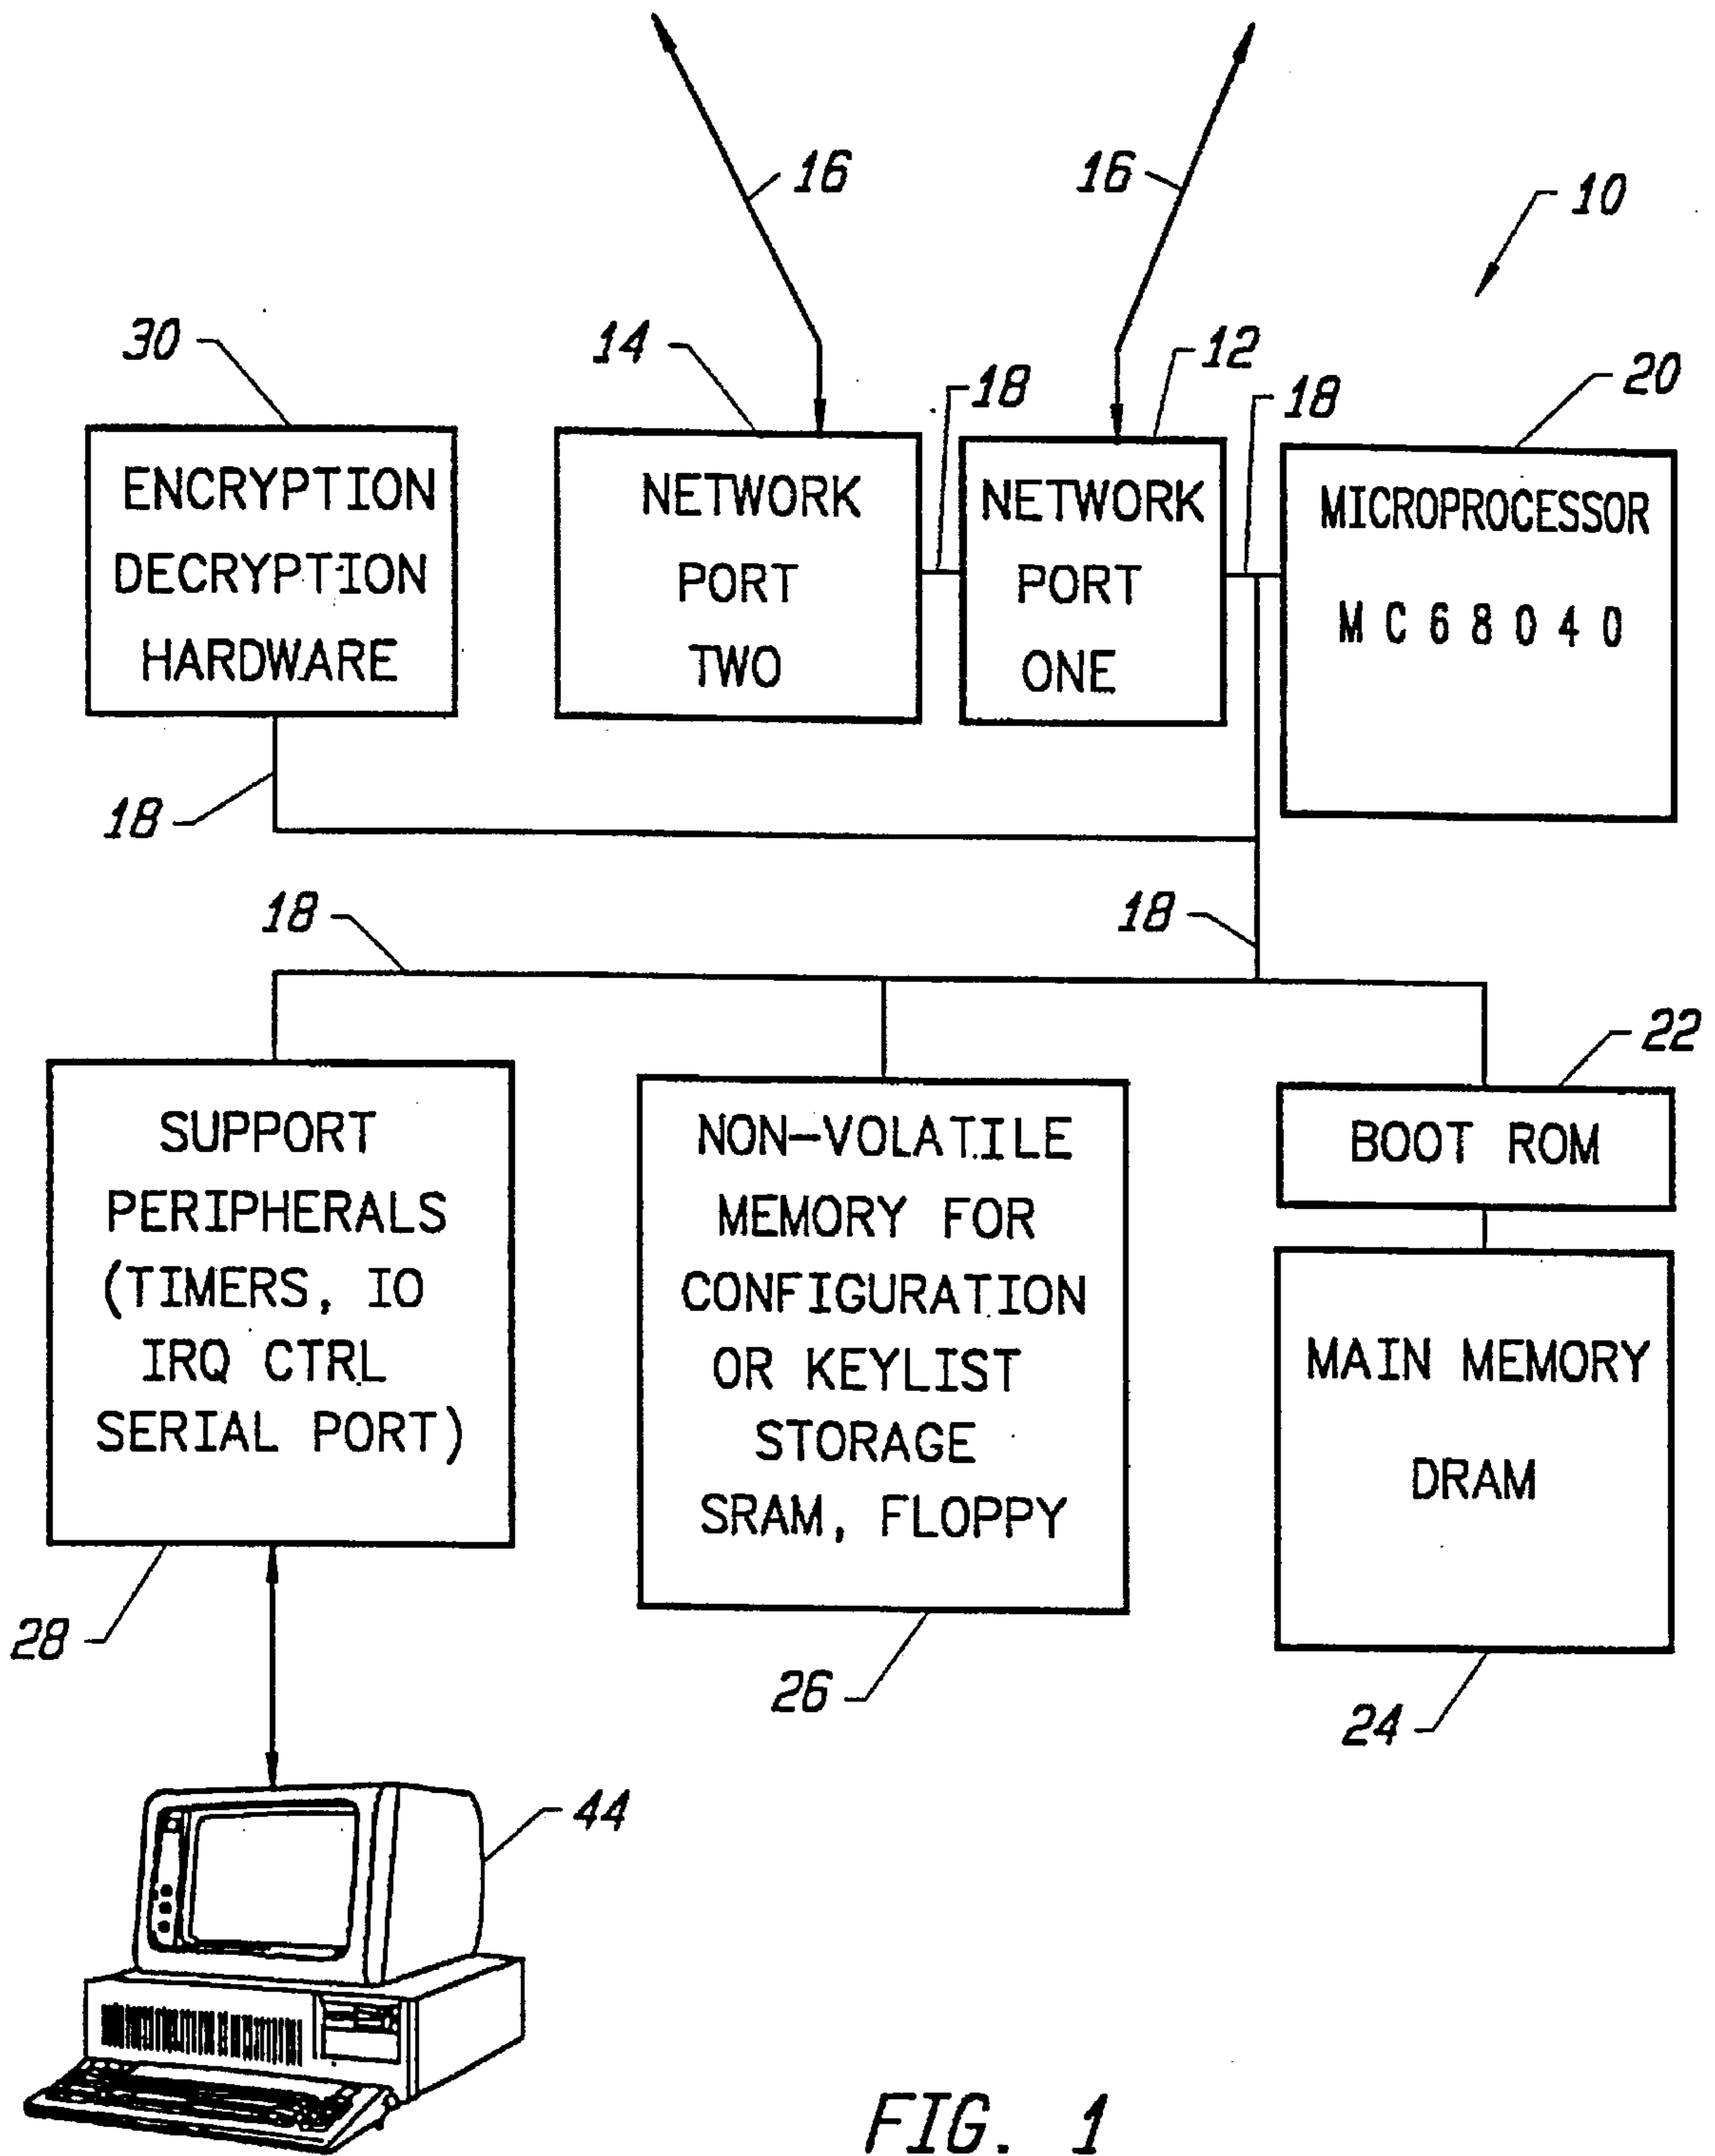 16
16
10
30
14
18
12
18
20
ENCRYPTION
DECRYPTION
HARDWARE
NETWORK
PORT
TWO
NETWORK
PORT
ONE
MICROPROCESSOR
MC68040
18
18
18
22
SUPPORT
PERIPHERALS
(TIMERS, IO
IRQ CTRL
SERIAL PORT)
NON-VOLATILE
MEMORY FOR
CONFIGURATION
OR KEYLIST
STORAGE
SRAM, FLOPPY
BOOT ROM
MAIN MEMORY
DRAM
28
26
24
44
FIG. 1